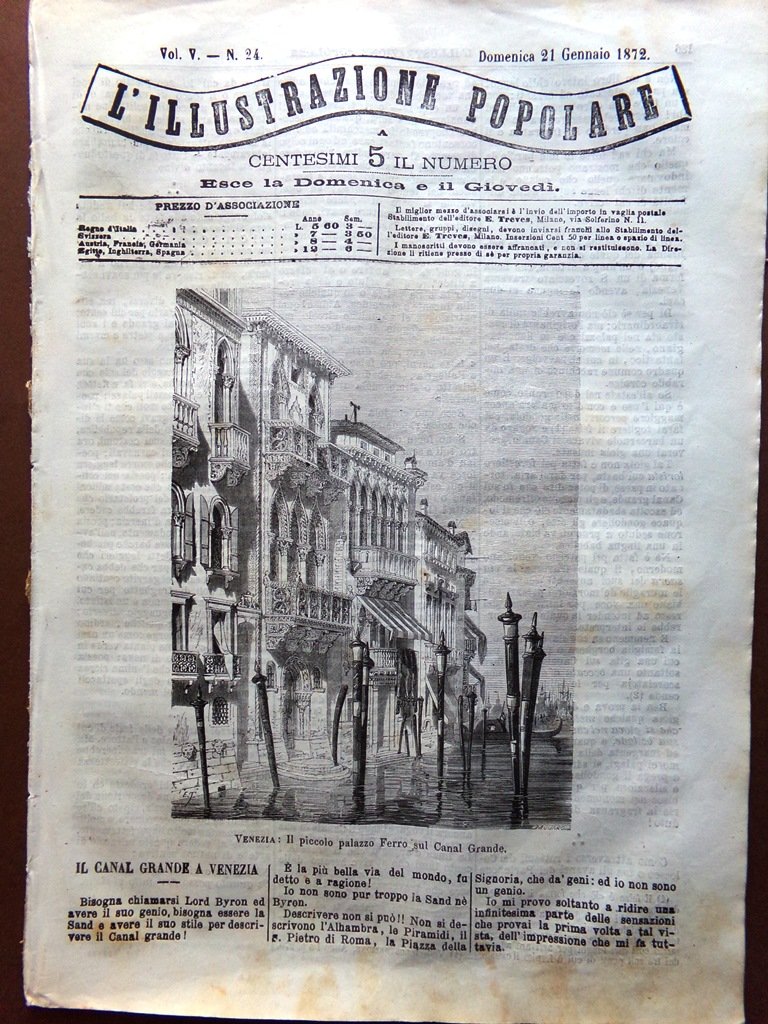 Vol. V. — N. 24.
Domenica 21 Gennaio 1872.
L'ILLUSTRAZIONE POPOLARE
A
CENTESIMI 5 IL NUMERO
Esce la Domenica e il Giovedì.
PREZZO D'ASSOCIAZIONE
Anno Sem.
Regno d'Italia L. 5 60 3 —
Svizzera » 7 — 3 50
Austria, Francia, Germania » 8 — 4 —
Egitto, Inghilterra, Spagna » 12 — 6 —
Il miglior mezzo d'associarsi è l'invio dell'importo in vaglia postale
Stabilimento dell'editore E. Treves, Milano, via Solferino N. 11.
Lettere, gruppi, disegni, devono inviarsi franchi allo Stabilimento del-
l'editore E. Treves, Milano. Inserzioni Cent 50 per linea o spazio di linea.
I manoscritti devono essere affrancati, e non si restituiscono. La Dire-
zione li ritiene presso di sè per propria garanzia.
VENEZIA: Il piccolo palazzo Ferro sul Canal Grande.
IL CANAL GRANDE A VENEZIA
Bisogna chiamarsi Lord Byron ed
avere il suo genio, bisogna essere la
Sand e avere il suo stile per descri-
vere il Canal grande!
È la più bella via del mondo, fu
detto e a ragione!
Io non sono pur troppo la Sand nè
Byron.
Descrivere non si può!! Non si de-
scrivono l'Alhambra, le Piramidi, il
s. Pietro di Roma, la Piazza della
Signoria, che da' geni: ed io non sono
un genio.
Io mi provo soltanto a ridire una
infinitesima parte delle sensazioni
che provai la prima volta a tal vi-
sta, dell'impressione che mi fa tut-
tavia.